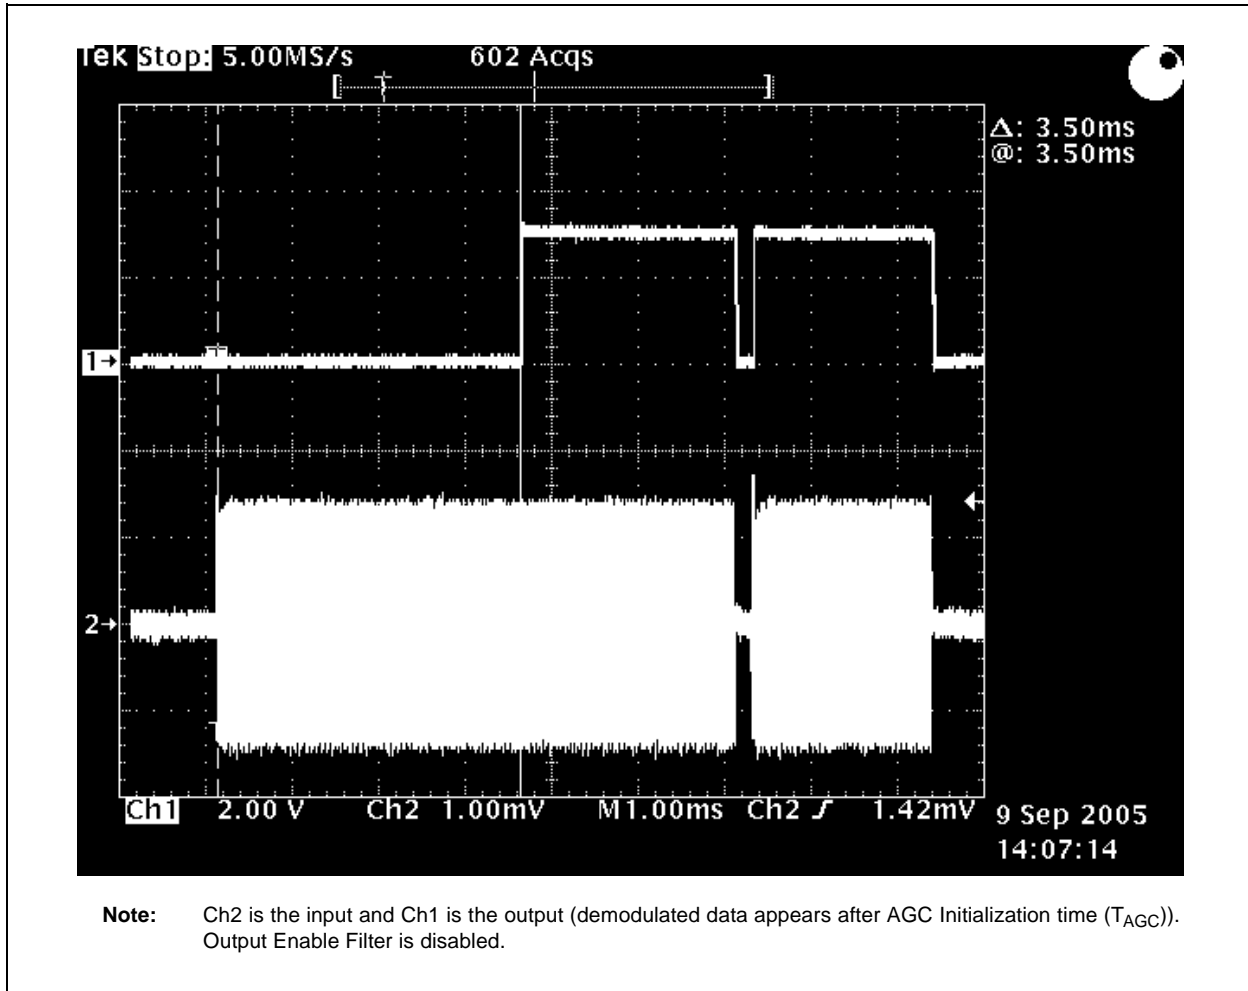 Tek Stop: 5.00MS/s 602 Acqs
Δ: 3.50ms
@: 3.50ms
1→
2→
Ch1 2.00 V Ch2 1.00mV M1.00ms Ch2 1.42mV
9 Sep 2005
14:07:14
Note: Ch2 is the input and Ch1 is the output (demodulated data appears after AGC Initialization time (TAGC)).
Output Enable Filter is disabled.